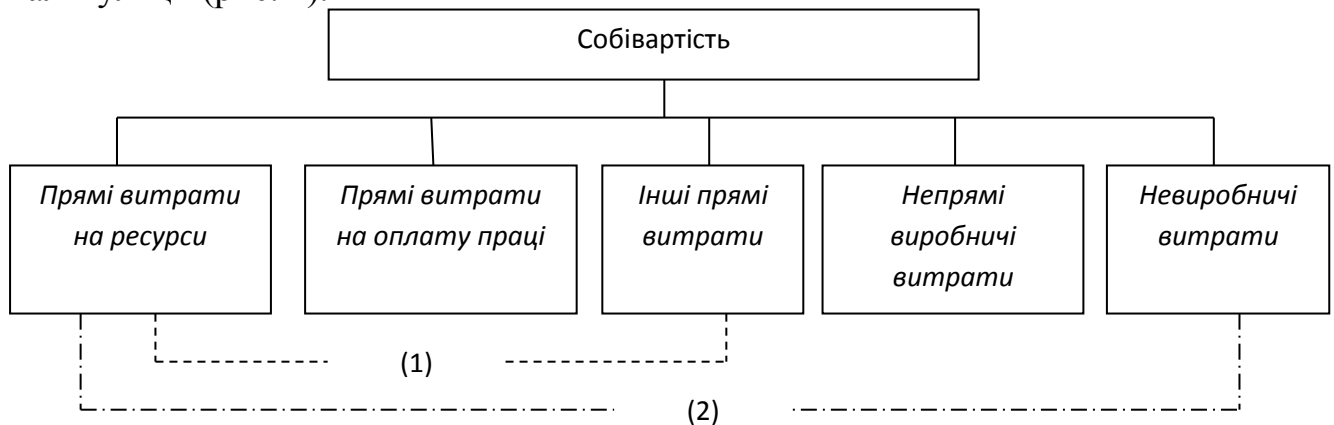 Собівартість
Прямі витрати
на ресурси
Прямі витрати
на оплату праці
Інші прямі
витрати
Непрямі
виробничі
витрати
Невиробничі
витрати
(1)
(2)